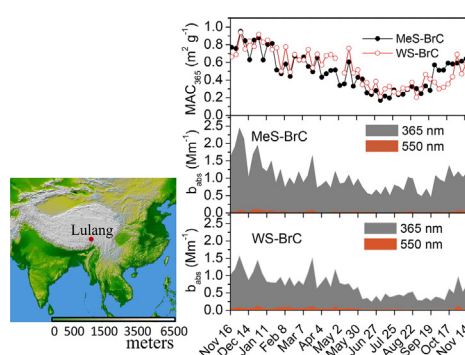 MAC365 (m2 g-1)
1.0
0.8
0.6
0.4
0.2
0.0
MeS-BrC
WS-BrC
babs (Mm-1)
2.5
2.0
1.5
1.0
0.5
0.0
MeS-BrC
365 nm
550 nm
babs (Mm-1)
2.5
2.0
1.5
1.0
0.5
0.0
WS-BrC
365 nm
550 nm
Nov 16
Dec 14
Jan 11
Feb 8
Mar 7
Apr 4
May 2
May 30
Jun 27
Jul 25
Aug 22
Sep 19
Oct 17
Nov 14
Lulang
0 500 2500 4500 6500
meters